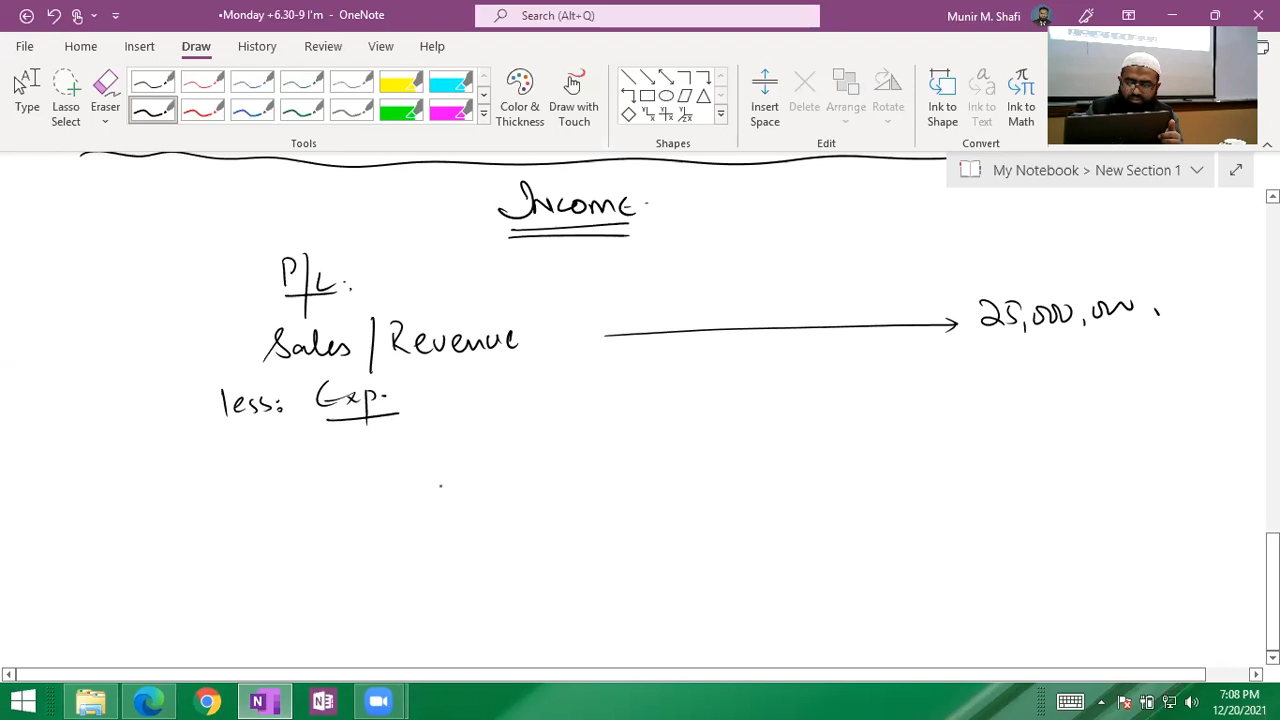 •Monday +6.30-9 I'm - OneNote
Search (Alt+Q)
Munir M. Shafi
File Home Insert Draw History Review View Help
Type
Lasso Select
Eraser
Color & Thickness
Draw with Touch
Insert Space
Delete
Arrange
Rotate
Ink to Shape
Ink to Text
Ink to Math
Tools
Shapes
Edit
Convert
My Notebook > New Section 1
Income
P/L
Sales / Revenue
25,000,000
less: Exp.
7:08 PM
12/20/2021